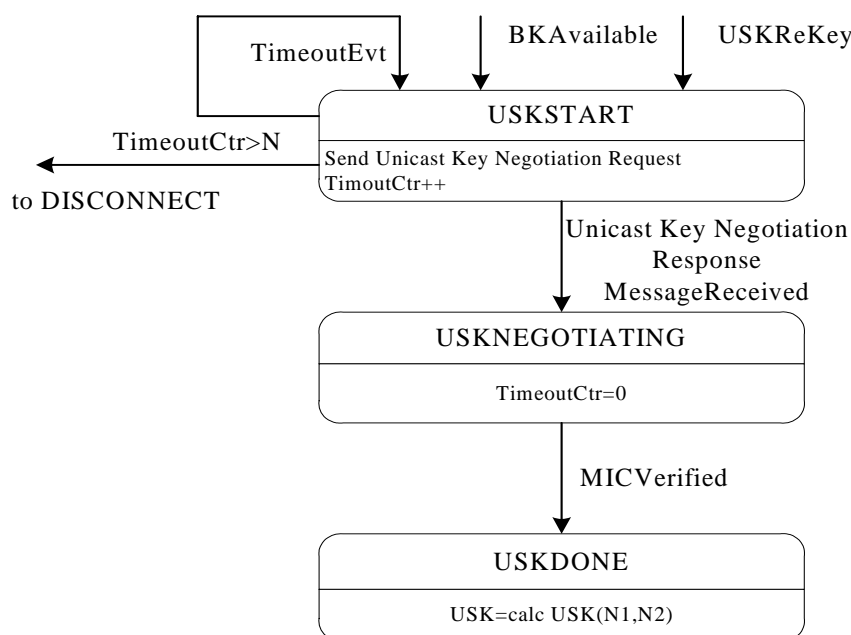 TimeoutEvt
BKAvailable
USKReKey
USKSTART
TimeoutCtr>N
Send Unicast Key Negotiation Request
TimoutCtr++
to DISCONNECT
Unicast Key Negotiation
Response
MessageReceived
USKNEGOTIATING
TimeoutCtr=0
MICVerified
USKDONE
USK=calc USK(N1,N2)